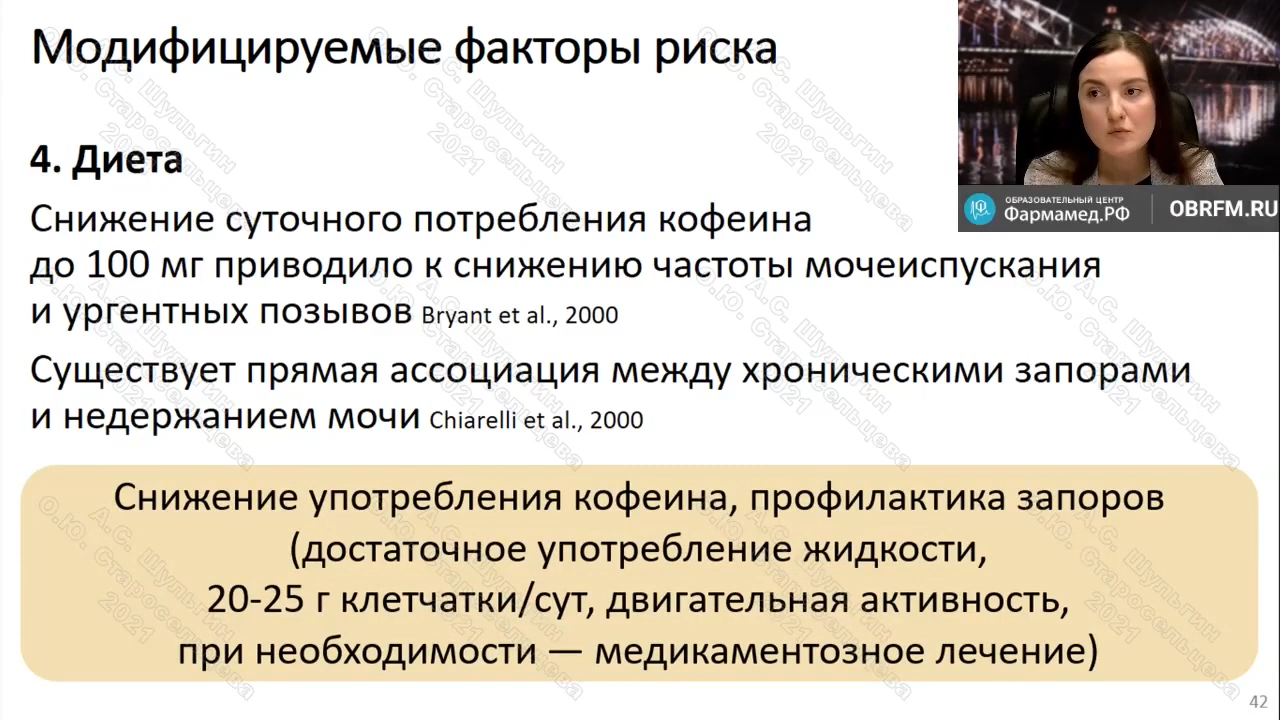 Модифицируемые факторы риска
ОБРАЗОВАТЕЛЬНЫЙ ЦЕНТР
Фармамед.РФ
OBRFM.RU
4. Диета
Снижение суточного потребления кофеина
до 100 мг приводило к снижению частоты мочеиспускания
и ургентных позывов Bryant et al., 2000
Существует прямая ассоциация между хроническими запорами
и недержанием мочи Chiarelli et al., 2000
Снижение употребления кофеина, профилактика запоров
(достаточное употребление жидкости,
20-25 г клетчатки/сут, двигательная активность,
при необходимости — медикаментозное лечение)
42
А.С. Шульгин
О.Ю. Старосельцева
2021